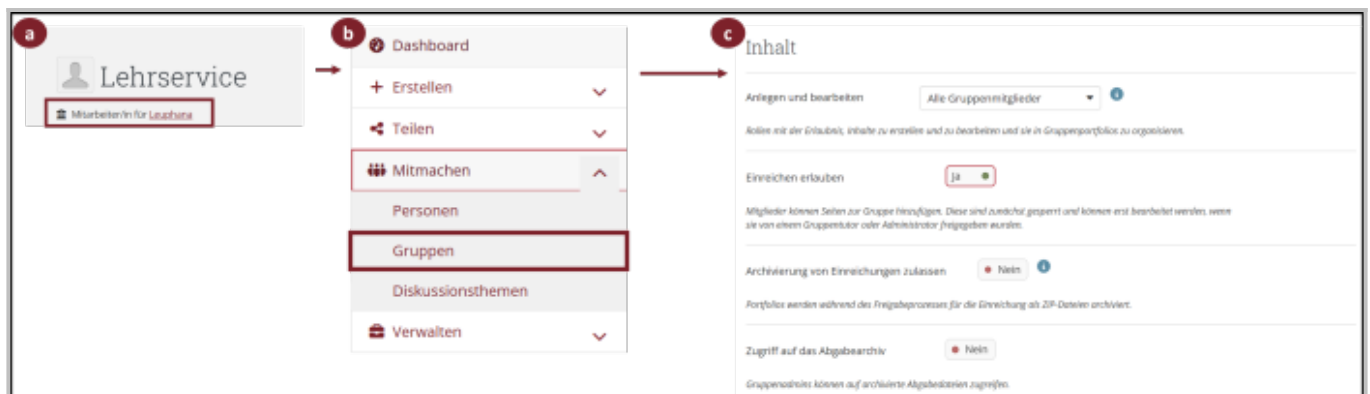 a
Lehrservice
Mitarbeiter/in für Leuphana
b
Dashboard
Erstellen
Teilen
Mitmachen
Personen
Gruppen
Diskussionsthemen
Verwalten
c
Inhalt
Anlegen und bearbeiten Alle Gruppenmitglieder
Rollen mit der Erlaubnis, Inhalte zu erstellen und zu bearbeiten und sie in Gruppenportfolios zu organisieren.
Einreichen erlauben Ja
Mitglieder können Seiten zur Gruppe hinzufügen. Diese sind zunächst gesperrt und können erst bearbeitet werden, wenn
sie von einem Gruppentutor oder Administrator freigegeben wurden.
Archivierung von Einreichungen zulassen Nein
Portfolios werden während des Freigabeprozesses für die Einreichung als ZIP-Dateien archiviert.
Zugriff auf das Abgabearchiv Nein
Gruppenadmins können auf archivierte Abgabedateien zugreifen.